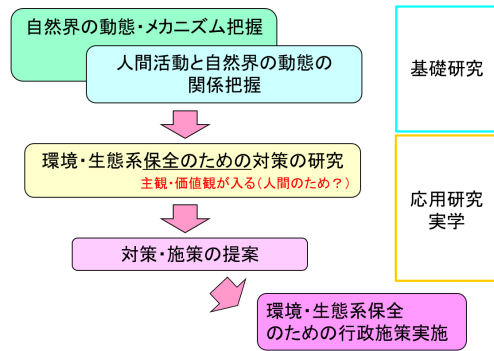 自然界の動態・メカニズム把握
人間活動と自然界の動態の
関係把握
基礎研究
環境・生態系保全のための対策の研究
主観・価値観が入る(人間のため?)
応用研究
実学
対策・施策の提案
環境・生態系保全
のための行政施策実施